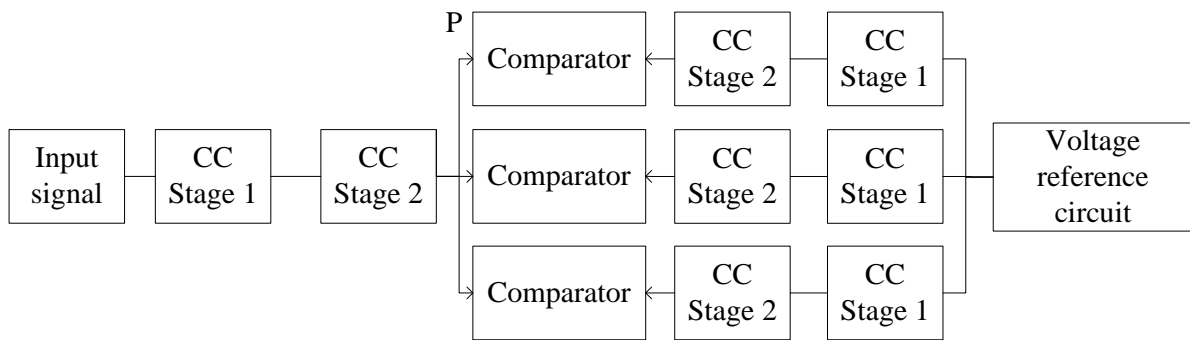 P
Comparator
CC
Stage 2
CC
Stage 1
Input
signal
CC
Stage 1
CC
Stage 2
Comparator
CC
Stage 2
CC
Stage 1
Voltage
reference
circuit
Comparator
CC
Stage 2
CC
Stage 1